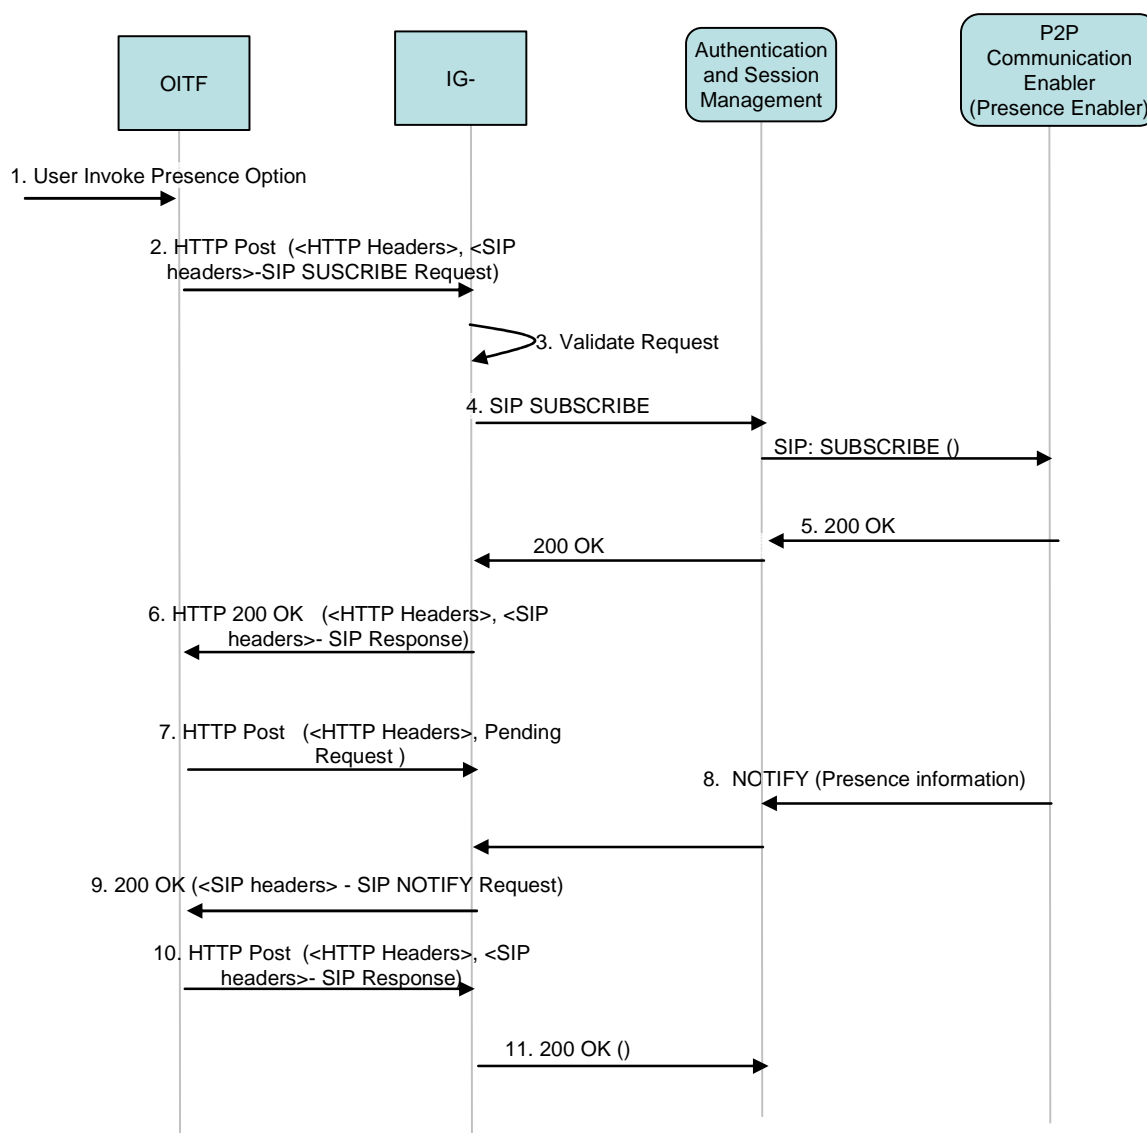 OITF
IG-
Authentication
and Session
Management
P2P
Communication
Enabler
(Presence Enabler)
1. User Invoke Presence Option
2. HTTP Post (<HTTP Headers>, <SIP
headers>-SIP SUSCRIBE Request)
3. Validate Request
4. SIP SUBSCRIBE
SIP: SUBSCRIBE ()
5. 200 OK
200 OK
6. HTTP 200 OK (<HTTP Headers>, <SIP
headers>- SIP Response)
7. HTTP Post (<HTTP Headers>, Pending
Request )
8. NOTIFY (Presence information)
9. 200 OK (<SIP headers> - SIP NOTIFY Request)
10. HTTP Post (<HTTP Headers>, <SIP
headers>- SIP Response)
11. 200 OK ()